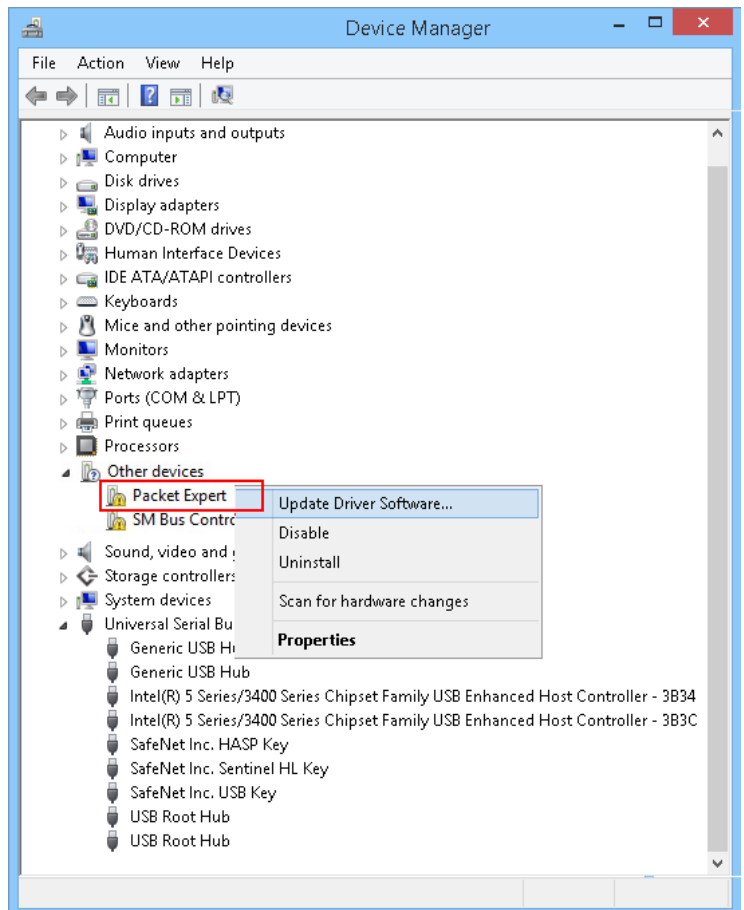 Device Manager
File Action View Help
Audio inputs and outputs
Computer
Disk drives
Display adapters
DVD/CD-ROM drives
Human Interface Devices
IDE ATA/ATAPI controllers
Keyboards
Mice and other pointing devices
Monitors
Network adapters
Ports (COM & LPT)
Print queues
Processors
Other devices
Packet Expert
Update Driver Software...
SM Bus Contro
Disable
Sound, video and
Uninstall
Storage controllers
System devices
Scan for hardware changes
Universal Serial Bu
Properties
Generic USB Hu
Generic USB Hub
Intel(R) 5 Series/3400 Series Chipset Family USB Enhanced Host Controller - 3B34
Intel(R) 5 Series/3400 Series Chipset Family USB Enhanced Host Controller - 3B3C
SafeNet Inc. HASP Key
SafeNet Inc. Sentinel HL Key
SafeNet Inc. USB Key
USB Root Hub
USB Root Hub